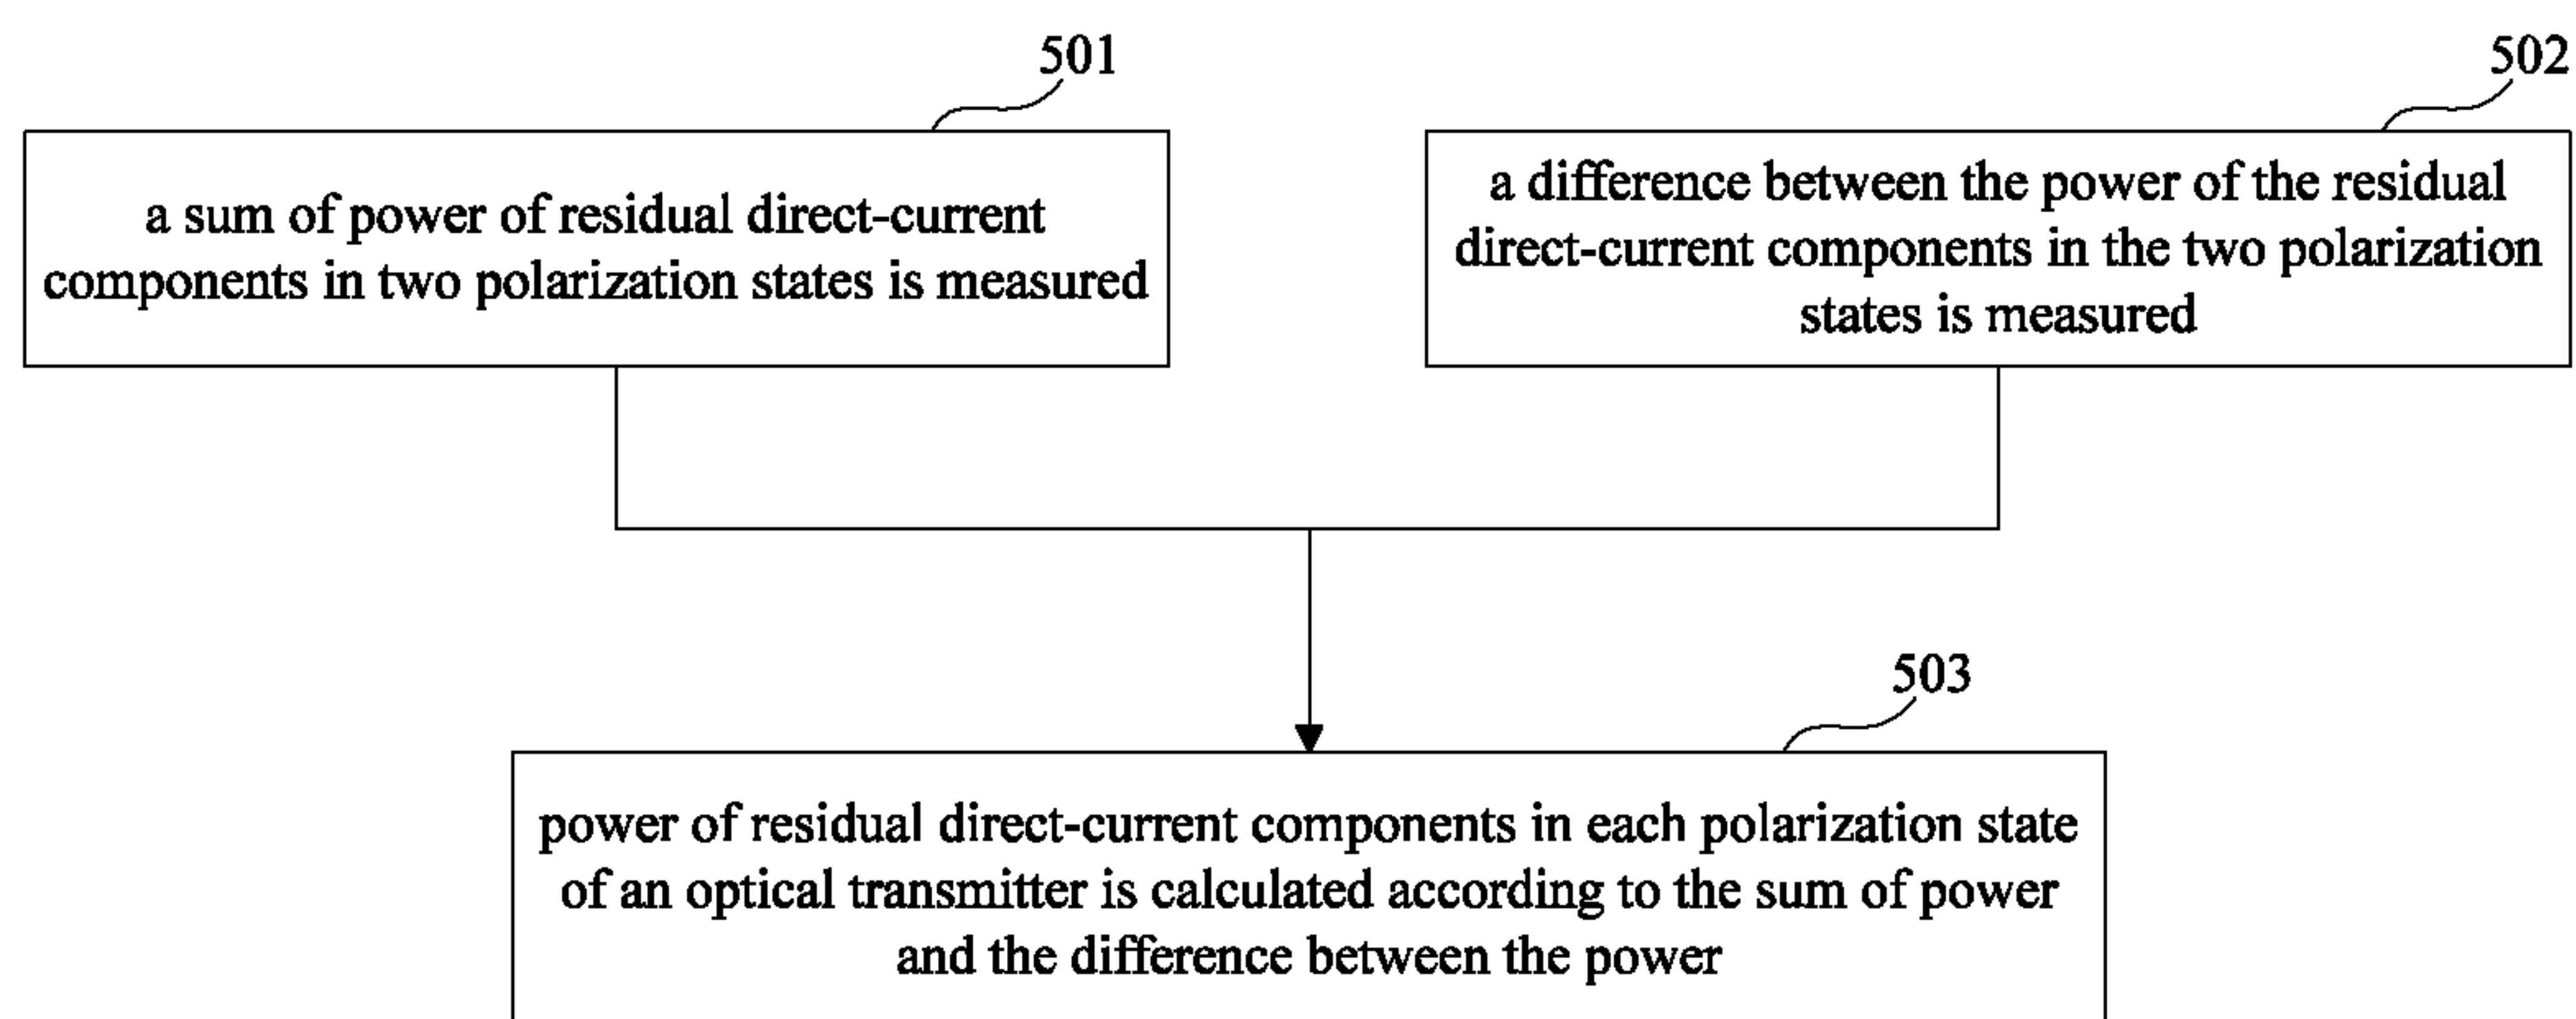 501
a sum of power of residual direct-current
components in two polarization states is measured
502
a difference between the power of the residual
direct-current components in the two polarization
states is measured
503
power of residual direct-current components in each polarization state
of an optical transmitter is calculated according to the sum of power
and the difference between the power